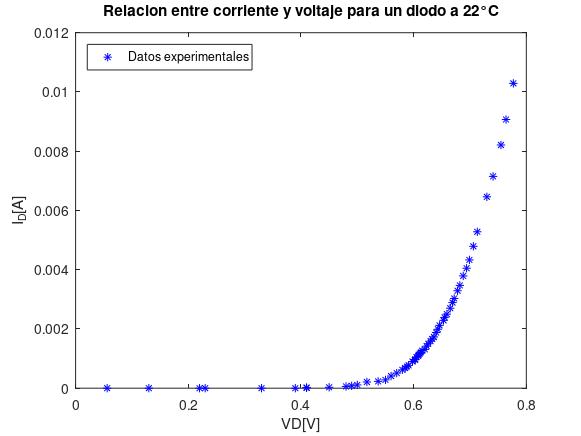 Relacion entre corriente y voltaje para un diodo a 22°C
Datos experimentales
0.012
0.01
0.008
0.006
0.004
0.002
0
I_D[A]
0 0.2 0.4 0.6 0.8
VD[V]